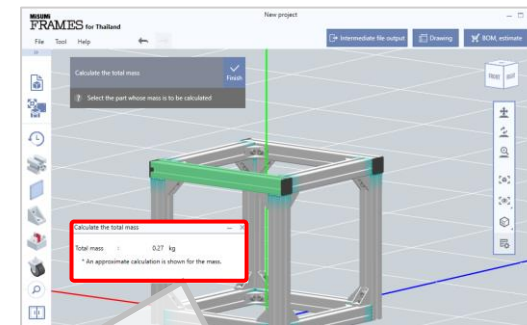 MiSUMi
FRAMES for Thailand
New project
File Tool Help
Intermediate file output
Drawing
BOM, estimate
Calculate the total mass
Finish
? Select the part whose mass is to be calculated
FRONT
Calculate the total mass
Total mass : 0.27 kg
* An approximate calculation is shown for the mass.